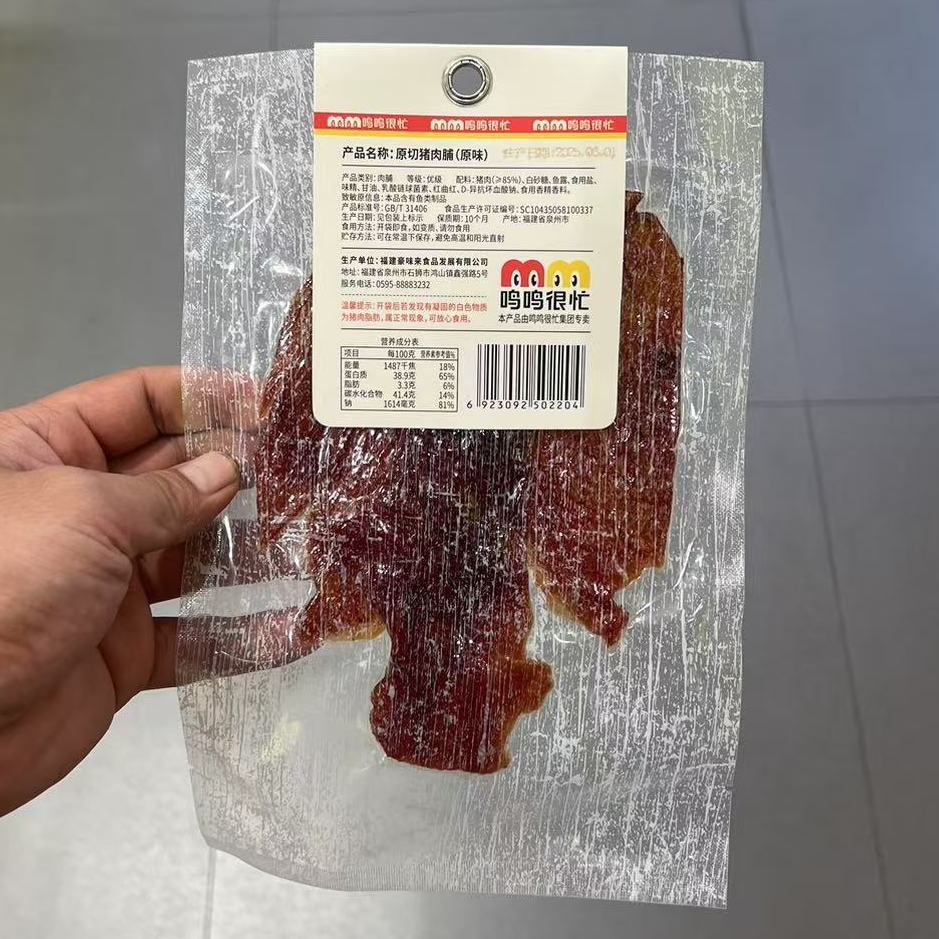 鸣鸣很忙 鸣鸣很忙 鸣鸣很忙
产品名称：原切猪肉脯（原味） 生产日期:2025.06.01
产品类别：肉脯 等级：优级 配料：猪肉(≥85%)、白砂糖、鱼露、食用盐、
味精、甘油、乳酸链球菌素、红曲红、D-异抗坏血酸钠、食用香精香料。
致敏原信息：本品含有鱼类制品
产品标准号：GB/T 31406 食品生产许可证编号：SC10435058100337
生产日期：见包装上标示 保质期：10个月 产地：福建省泉州市
食用方法：开袋即食，如变质、请勿食用
贮存方法：可在常温下保存，避免高温和阳光直射
生产单位：福建豪味来食品发展有限公司
地址：福建省泉州市石狮市鸿山镇鑫强路5号
服务电话：0595-88883232
温馨提示：开袋后若发现有凝固的白色物质
为猪肉脂肪，属正常现象，可放心食用。
鸣鸣很忙
本产品由鸣鸣很忙集团专卖
营养成分表
项目 每100克 营养素参考值%
能量 1487千焦 18%
蛋白质 38.9克 65%
脂肪 3.3克 6%
碳水化合物 41.4克 14%
钠 1614毫克 81%
6 923092 502204